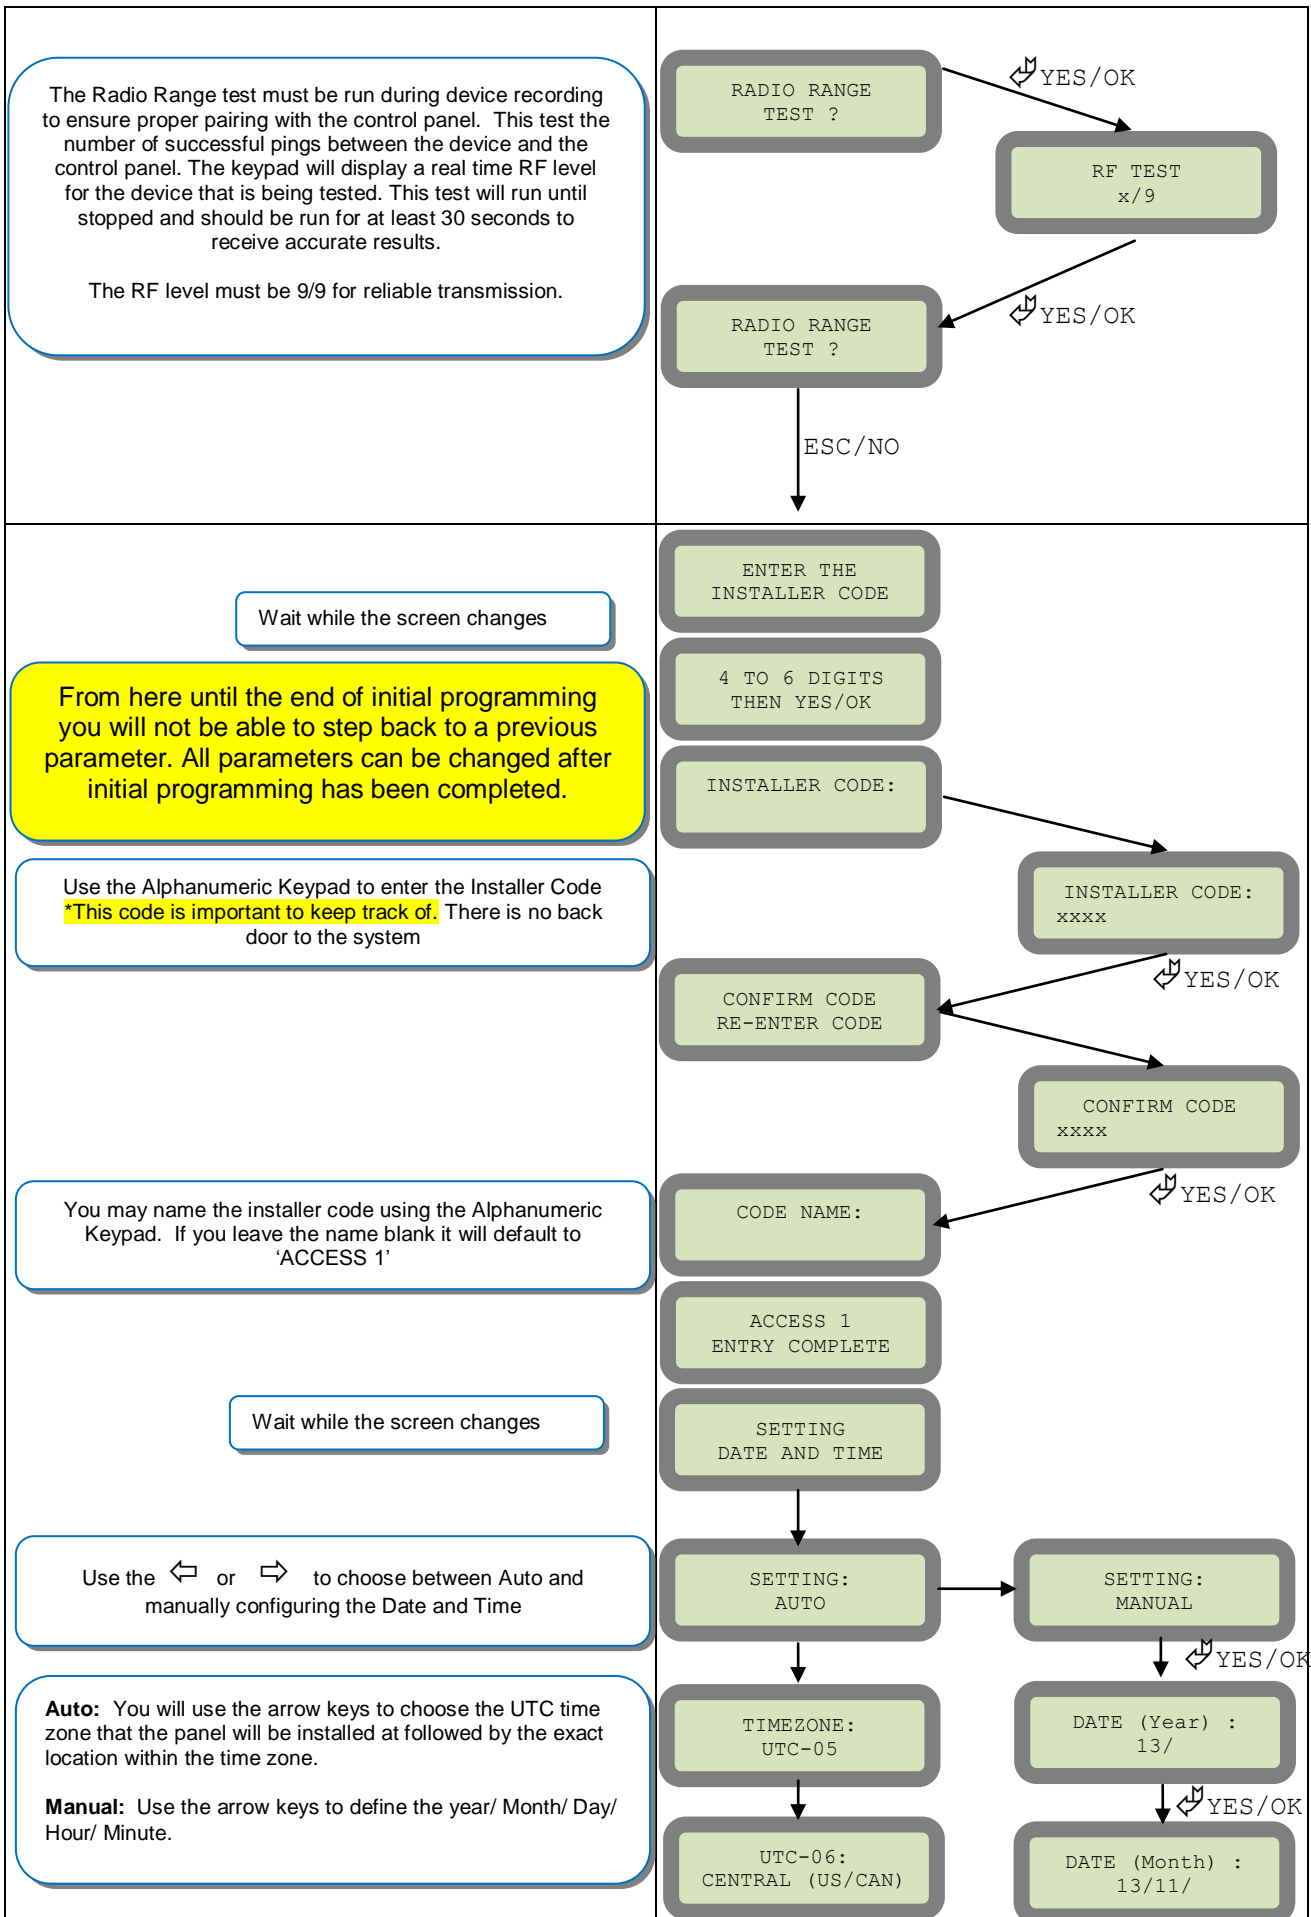 The Radio Range test must be run during device recording
to ensure proper pairing with the control panel.  This test the
number of successful pings between the device and the
control panel. The keypad will display a real time RF level
for the device that is being tested. This test will run until
stopped and should be run for at least 30 seconds to
receive accurate results.
The RF level must be 9/9 for reliable transmission.
RADIO RANGE
TEST ?
YES/OK
RF TEST
x/9
YES/OK
RADIO RANGE
TEST ?
ESC/NO
ENTER THE
INSTALLER CODE
Wait while the screen changes
4 TO 6 DIGITS
THEN YES/OK
From here until the end of initial programming
you will not be able to step back to a previous
parameter. All parameters can be changed after
initial programming has been completed.
INSTALLER CODE:
Use the Alphanumeric Keypad to enter the Installer Code
*This code is important to keep track of. There is no back
door to the system
INSTALLER CODE:
xxxx
YES/OK
CONFIRM CODE
RE-ENTER CODE
CONFIRM CODE
xxxx
YES/OK
You may name the installer code using the Alphanumeric
Keypad.  If you leave the name blank it will default to
‘ACCESS 1’
CODE NAME:
ACCESS 1
ENTRY COMPLETE
Wait while the screen changes
SETTING
DATE AND TIME
Use the ⇦ or ⇨ to choose between Auto and
manually configuring the Date and Time
SETTING:
AUTO
SETTING:
MANUAL
YES/OK
Auto:  You will use the arrow keys to choose the UTC time
zone that the panel will be installed at followed by the exact
location within the time zone.
Manual:  Use the arrow keys to define the year/ Month/ Day/
Hour/ Minute.
TIMEZONE:
UTC-05
DATE (Year) :
13/
YES/OK
UTC-06:
CENTRAL (US/CAN)
DATE (Month) :
13/11/